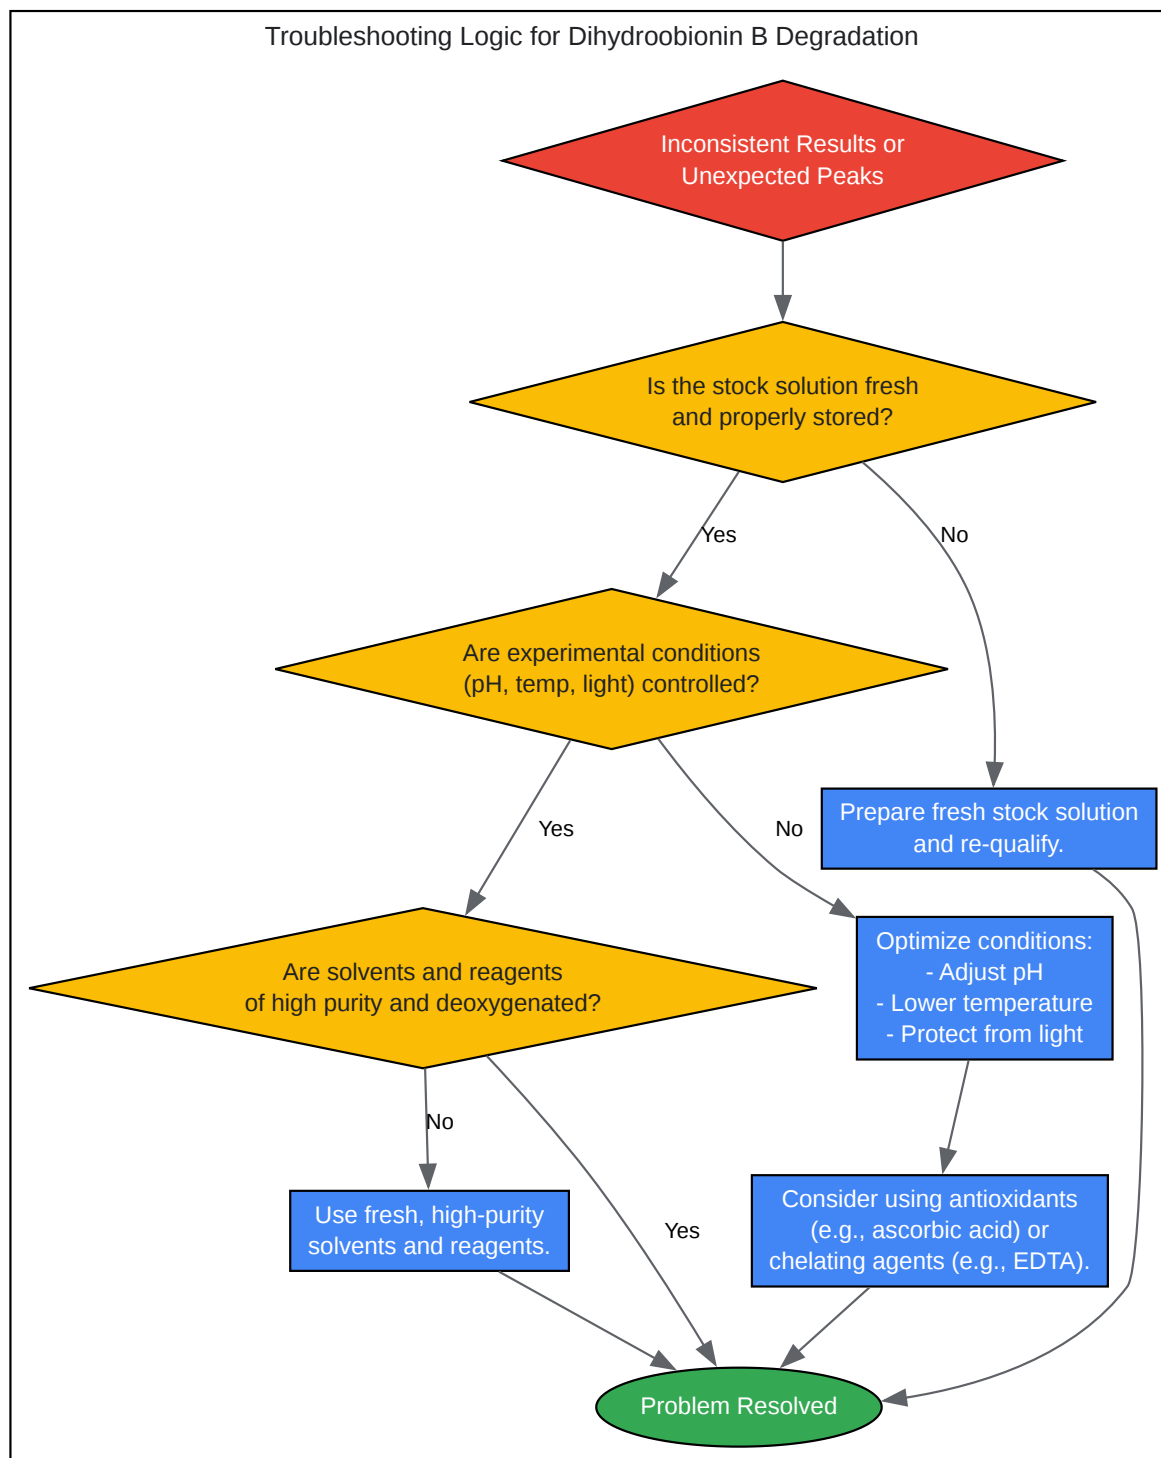 Troubleshooting Logic for Dihydroobionin B Degradation
Inconsistent Results or
Unexpected Peaks
Is the stock solution fresh
and properly stored?
Yes
No
Are experimental conditions
(pH, temp, light) controlled?
Yes
No
Prepare fresh stock solution
and re-qualify.
Are solvents and reagents
of high purity and deoxygenated?
Optimize conditions:
- Adjust pH
- Lower temperature
- Protect from light
No
Yes
Use fresh, high-purity
solvents and reagents.
Consider using antioxidants
(e.g., ascorbic acid) or
chelating agents (e.g., EDTA).
Problem Resolved